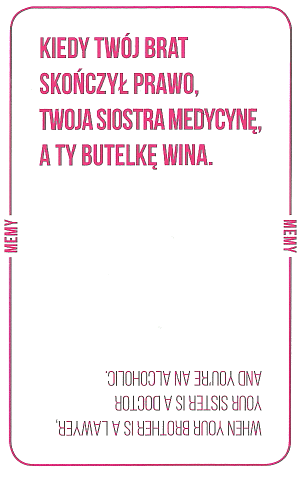 KIEDY TWÓJ BRAT
SKOŃCZYŁ PRAWO,
TWOJA SIOSTRA MEDYCYNĘ,
A TY BUTELKĘ WINA.
MEMY
MEMY
WHEN YOUR BROTHER IS A LAWYER,
YOUR SISTER IS A DOCTOR
AND YOU'RE AN ALCOHOLIC.